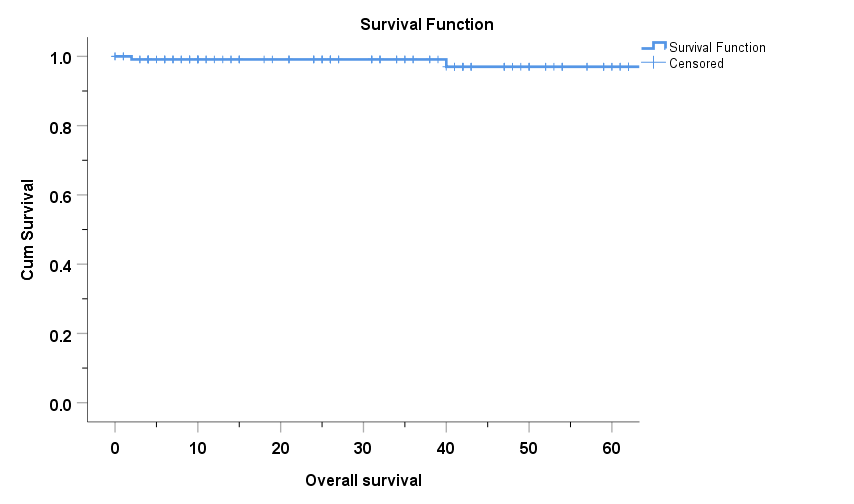 Survival Function
Survival Function
Censored
1.0
0.8
0.6
0.4
0.2
0.0
Cum Survival
0 10 20 30 40 50 60
Overall survival